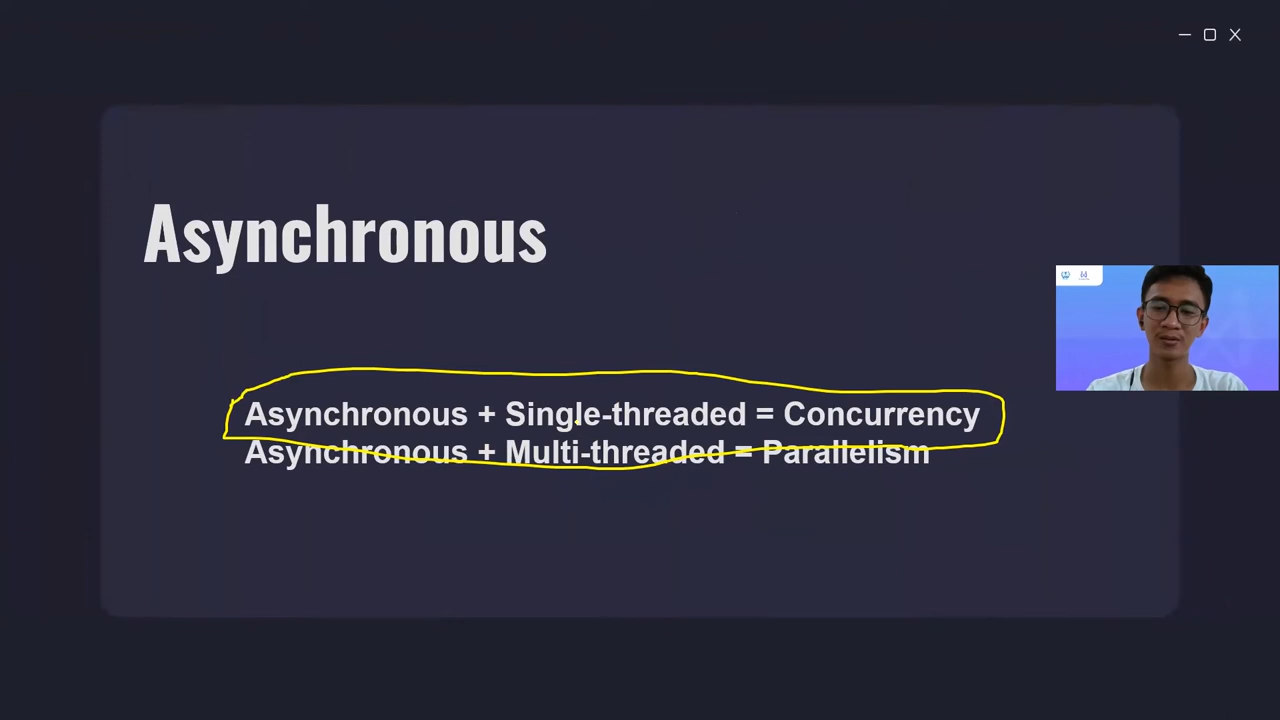 Asynchronous
Asynchronous + Single-threaded = Concurrency
Asynchronous + Multi-threaded = Parallelism